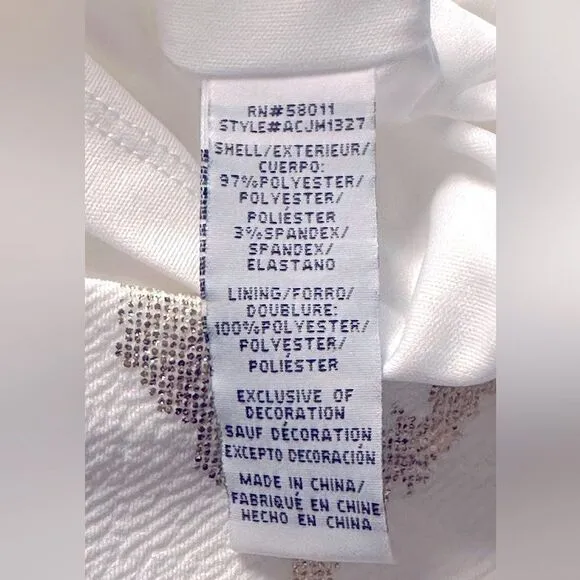 RN#58011
STYLE#ACJM1327
SHELL/EXTERIEUR/
CUERPO:
97%POLYESTER/
POLYESTER/
POLIÉSTER
3%SPANDEX/
SPANDEX/
ELASTANO
LINING/FORRO/
DOUBLURE:
100%POLYESTER/
POLYESTER/
POLIÉSTER
EXCLUSIVE OF
DECORATION
SAUF DÉCORATION
EXCEPTO DECORACIÓN
MADE IN CHINA/
FABRIQUÉ EN CHINE
HECHO EN CHINA